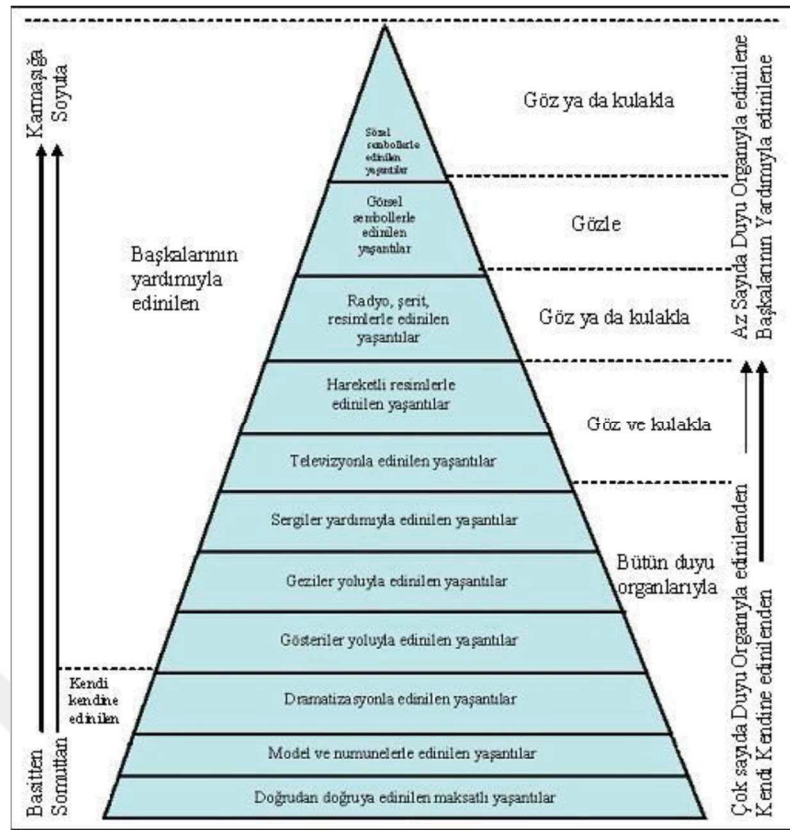 Karmaşığa
Soyuta
Basitten
Somuttan
Başkalarının
yardımıyla
edinilen
Kendi
kendine
edinilen
Sözel
sembollerle
edinilen
yaşantılar
Görsel
sembollerle
edinilen
yaşantılar
Radyo, şerit,
resimlerle edinilen
yaşantılar
Hareketli resimlerle
edinilen yaşantılar
Televizyonla edinilen yaşantılar
Sergiler yardımıyla edinilen yaşantılar
Geziler yoluyla edinilen yaşantılar
Gösteriler yoluyla edinilen yaşantılar
Dramatizasyonla edinilen yaşantılar
Model ve numunelerle edinilen yaşantılar
Doğrudan doğruya edinilen maksatlı yaşantılar
Göz ya da kulakla
Gözle
Göz ya da kulakla
Göz ve kulakla
Bütün duyu
organlarıyla
Az Sayıda Duyu Organıyla edinilene
Başkalarının Yardımıyla edinilene
Çok sayıda Duyu Organıyla edinilenden
Kendi Kendine edinilenden